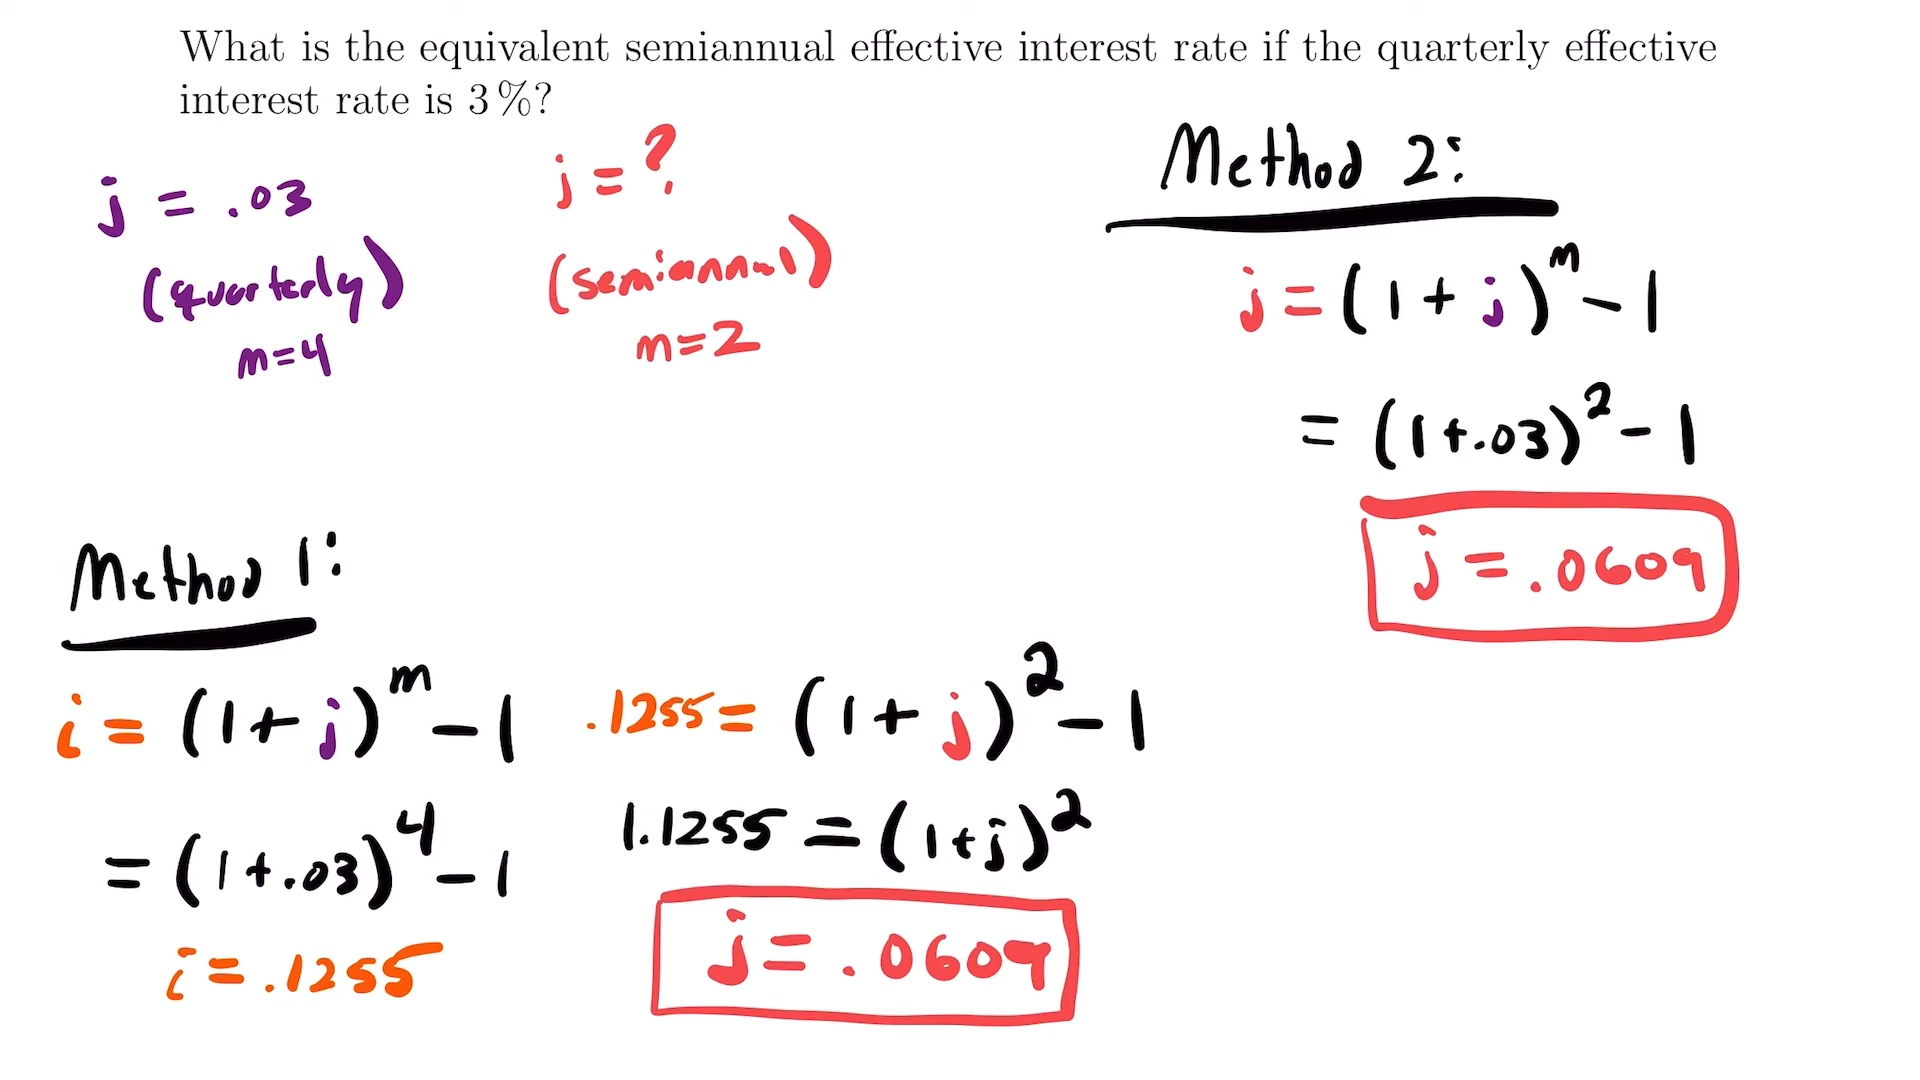 What is the equivalent semiannual effective interest rate if the quarterly effective
interest rate is 3 %?
j = .03
(quarterly)
m=4
j = ?
(semiannual)
m=2
Method 1:
i = (1 + j)^m - 1
= (1+.03)^4 - 1
i = .1255
.1255 = (1 + j)^2 - 1
1.1255 = (1+j)^2
j = .0609
Method 2:
j = (1 + j)^m - 1
= (1+.03)^2 - 1
j = .0609